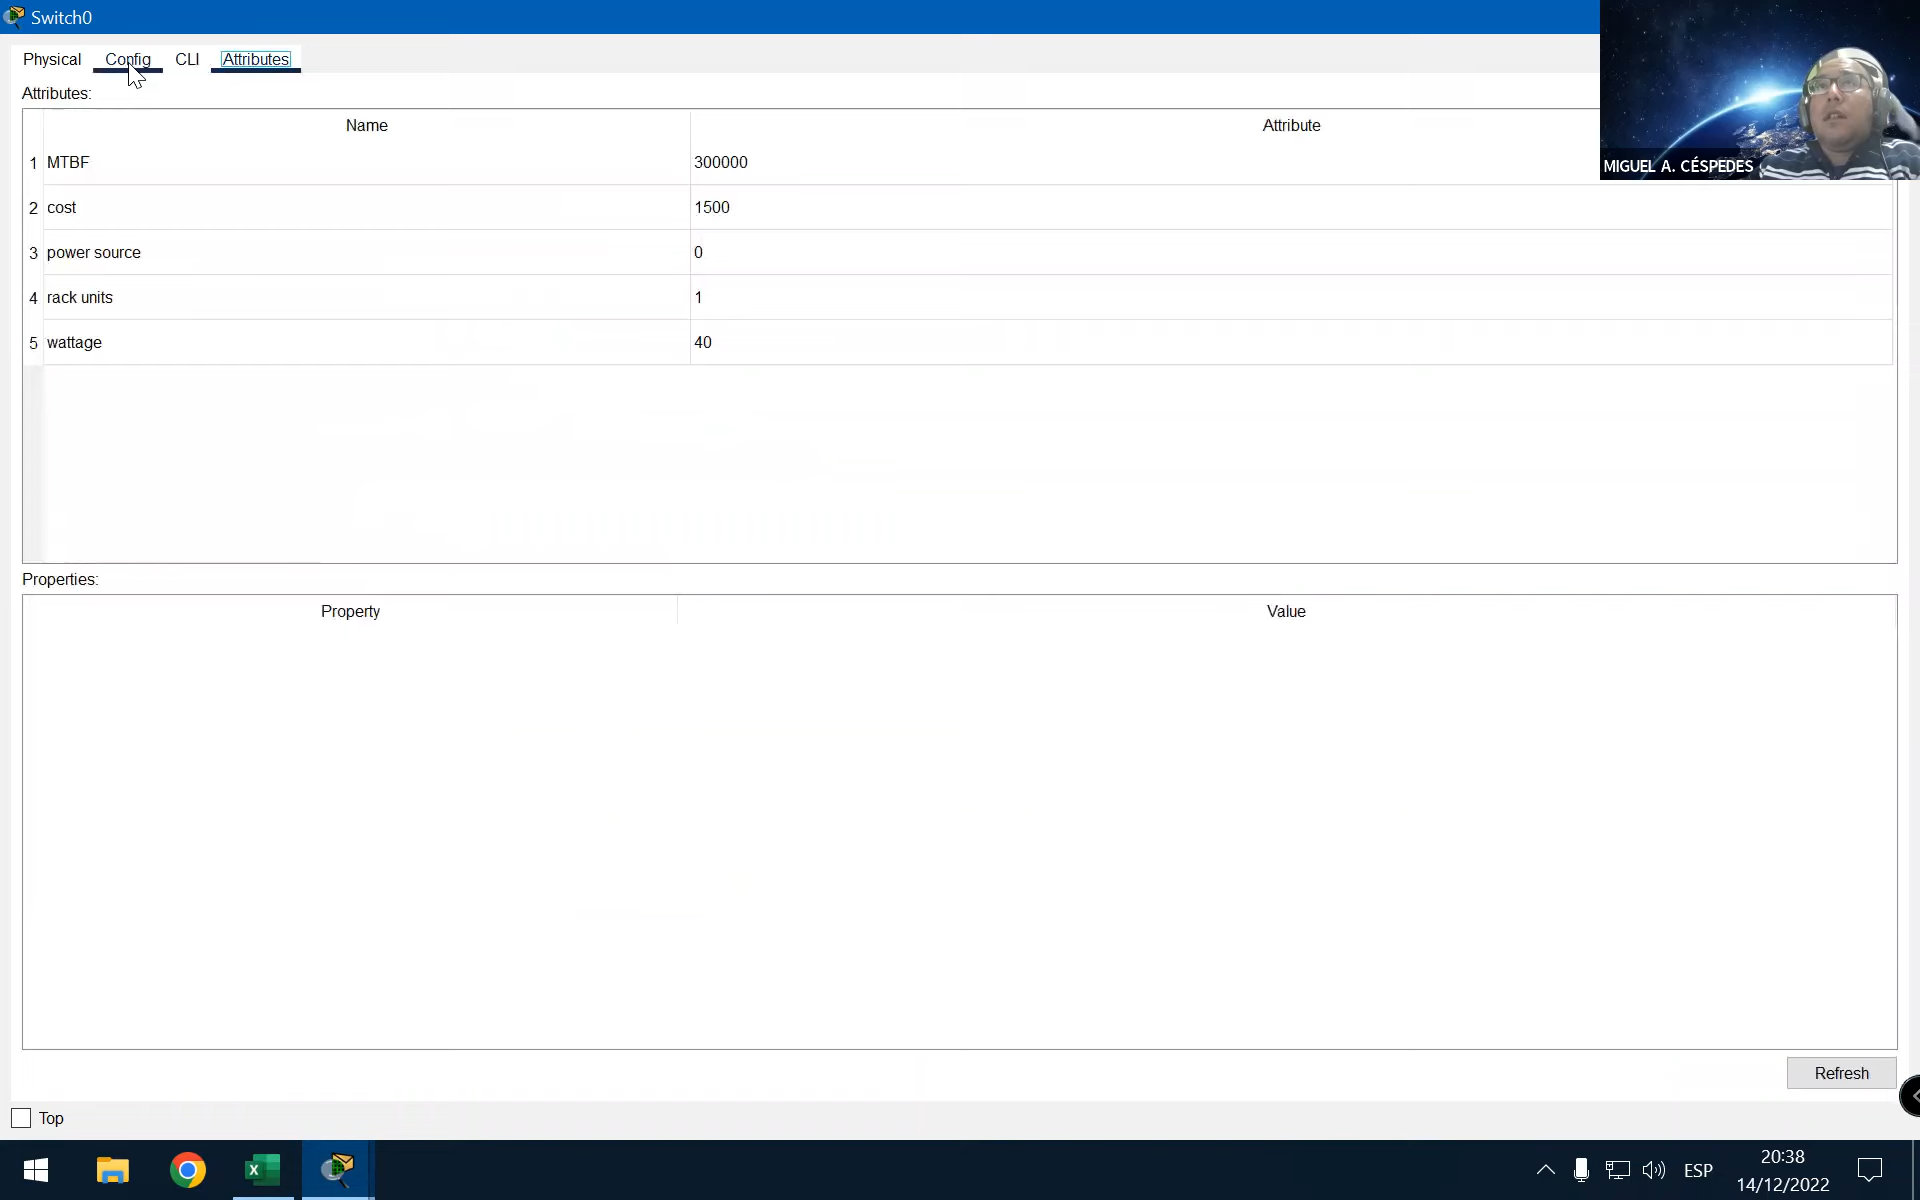 Switch0
Physical Config CLI Attributes
Attributes:
Name Attribute
1 MTBF 300000
2 cost 1500
3 power source 0
4 rack units 1
5 wattage 40
MIGUEL A. CÉSPEDES
Properties:
Property Value
Refresh
Top
ESP
20:38
14/12/2022